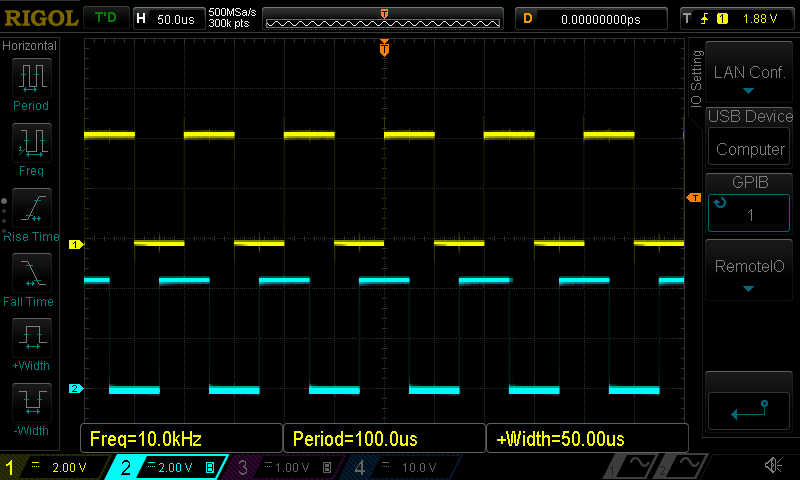 RIGOL T'D H 50.0us 500MSa/s 300k pts T D 0.00000000ps T 1 1.88 V
Horizontal
Period
Freq
Rise Time
Fall Time
+Width
-Width
T
1
2
T
IO Setting
LAN Conf.
USB Device
Computer
GPIB
1
RemoteIO
Freq=10.0kHz Period=100.0us +Width=50.00us
1 2.00 V 2 2.00 V B 3 1.00 V B 4 10.0 V 1 2